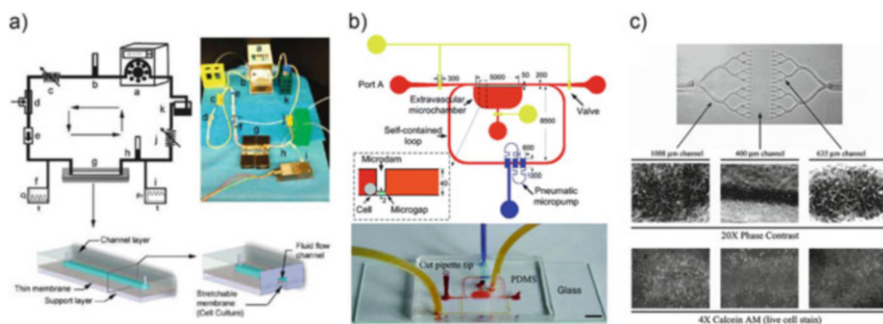 a)
a
b
c
d
e
f
g
h
i
j
k
t
t
a
k
d
g
h
Channel layer
Thin membrane
Support layer
Fluid flow channel
Stretchable membrane (Cell Culture)
b)
300
5000
50
200
Port A
Valve
Extravascular microchamber
Self-contained loop
8500
600
1000
Pneumatic micropump
Microdam
40
2
Cell
Microgap
Cut pipette tip
PDMS
Glass
c)
1008 µm channel
400 µm channel
635 µm channel
20X Phase Contrast
4X Calcein AM (live cell stain)